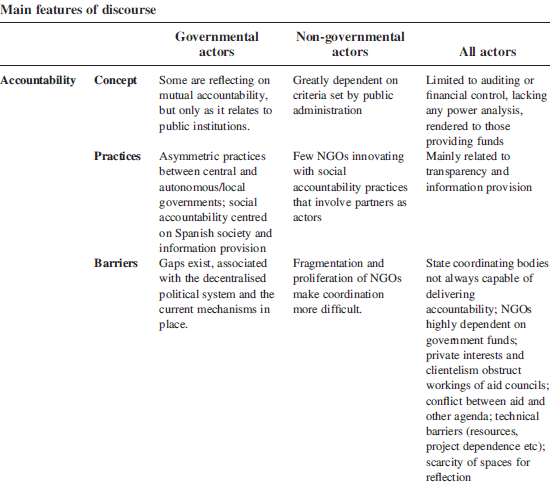 Main features of discourse
Governmental actors
Non-governmental actors
All actors
Accountability
Concept
Some are reflecting on
mutual accountability,
but only as it relates to
public institutions.
Greatly dependent on
criteria set by public
administration
Limited to auditing or
financial control, lacking
any power analysis,
rendered to those
providing funds
Practices
Asymmetric practices
between central and
autonomous/local
governments; social
accountability centred
on Spanish society and
information provision
Few NGOs innovating
with social
accountability practices
that involve partners as
actors
Mainly related to
transparency and
information provision
Barriers
Gaps exist, associated
with the decentralised
political system and the
current mechanisms in
place.
Fragmentation and
proliferation of NGOs
make coordination
more difficult.
State coordinating bodies
not always capable of
delivering
accountability; NGOs
highly dependent on
government funds;
private interests and
clientelism obstruct
workings of aid councils;
conflict between aid and
other agenda; technical
barriers (resources,
project dependence etc);
scarcity of spaces for
reflection